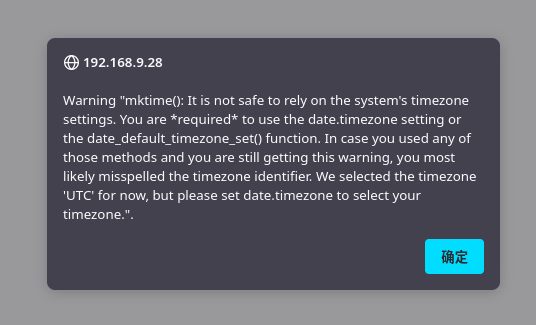 192.168.9.28
Warning "mktime(): It is not safe to rely on the system's timezone
settings. You are *required* to use the date.timezone setting or
the date_default_timezone_set() function. In case you used any of
those methods and you are still getting this warning, you most
likely misspelled the timezone identifier. We selected the timezone
'UTC' for now, but please set date.timezone to select your
timezone.".
确定